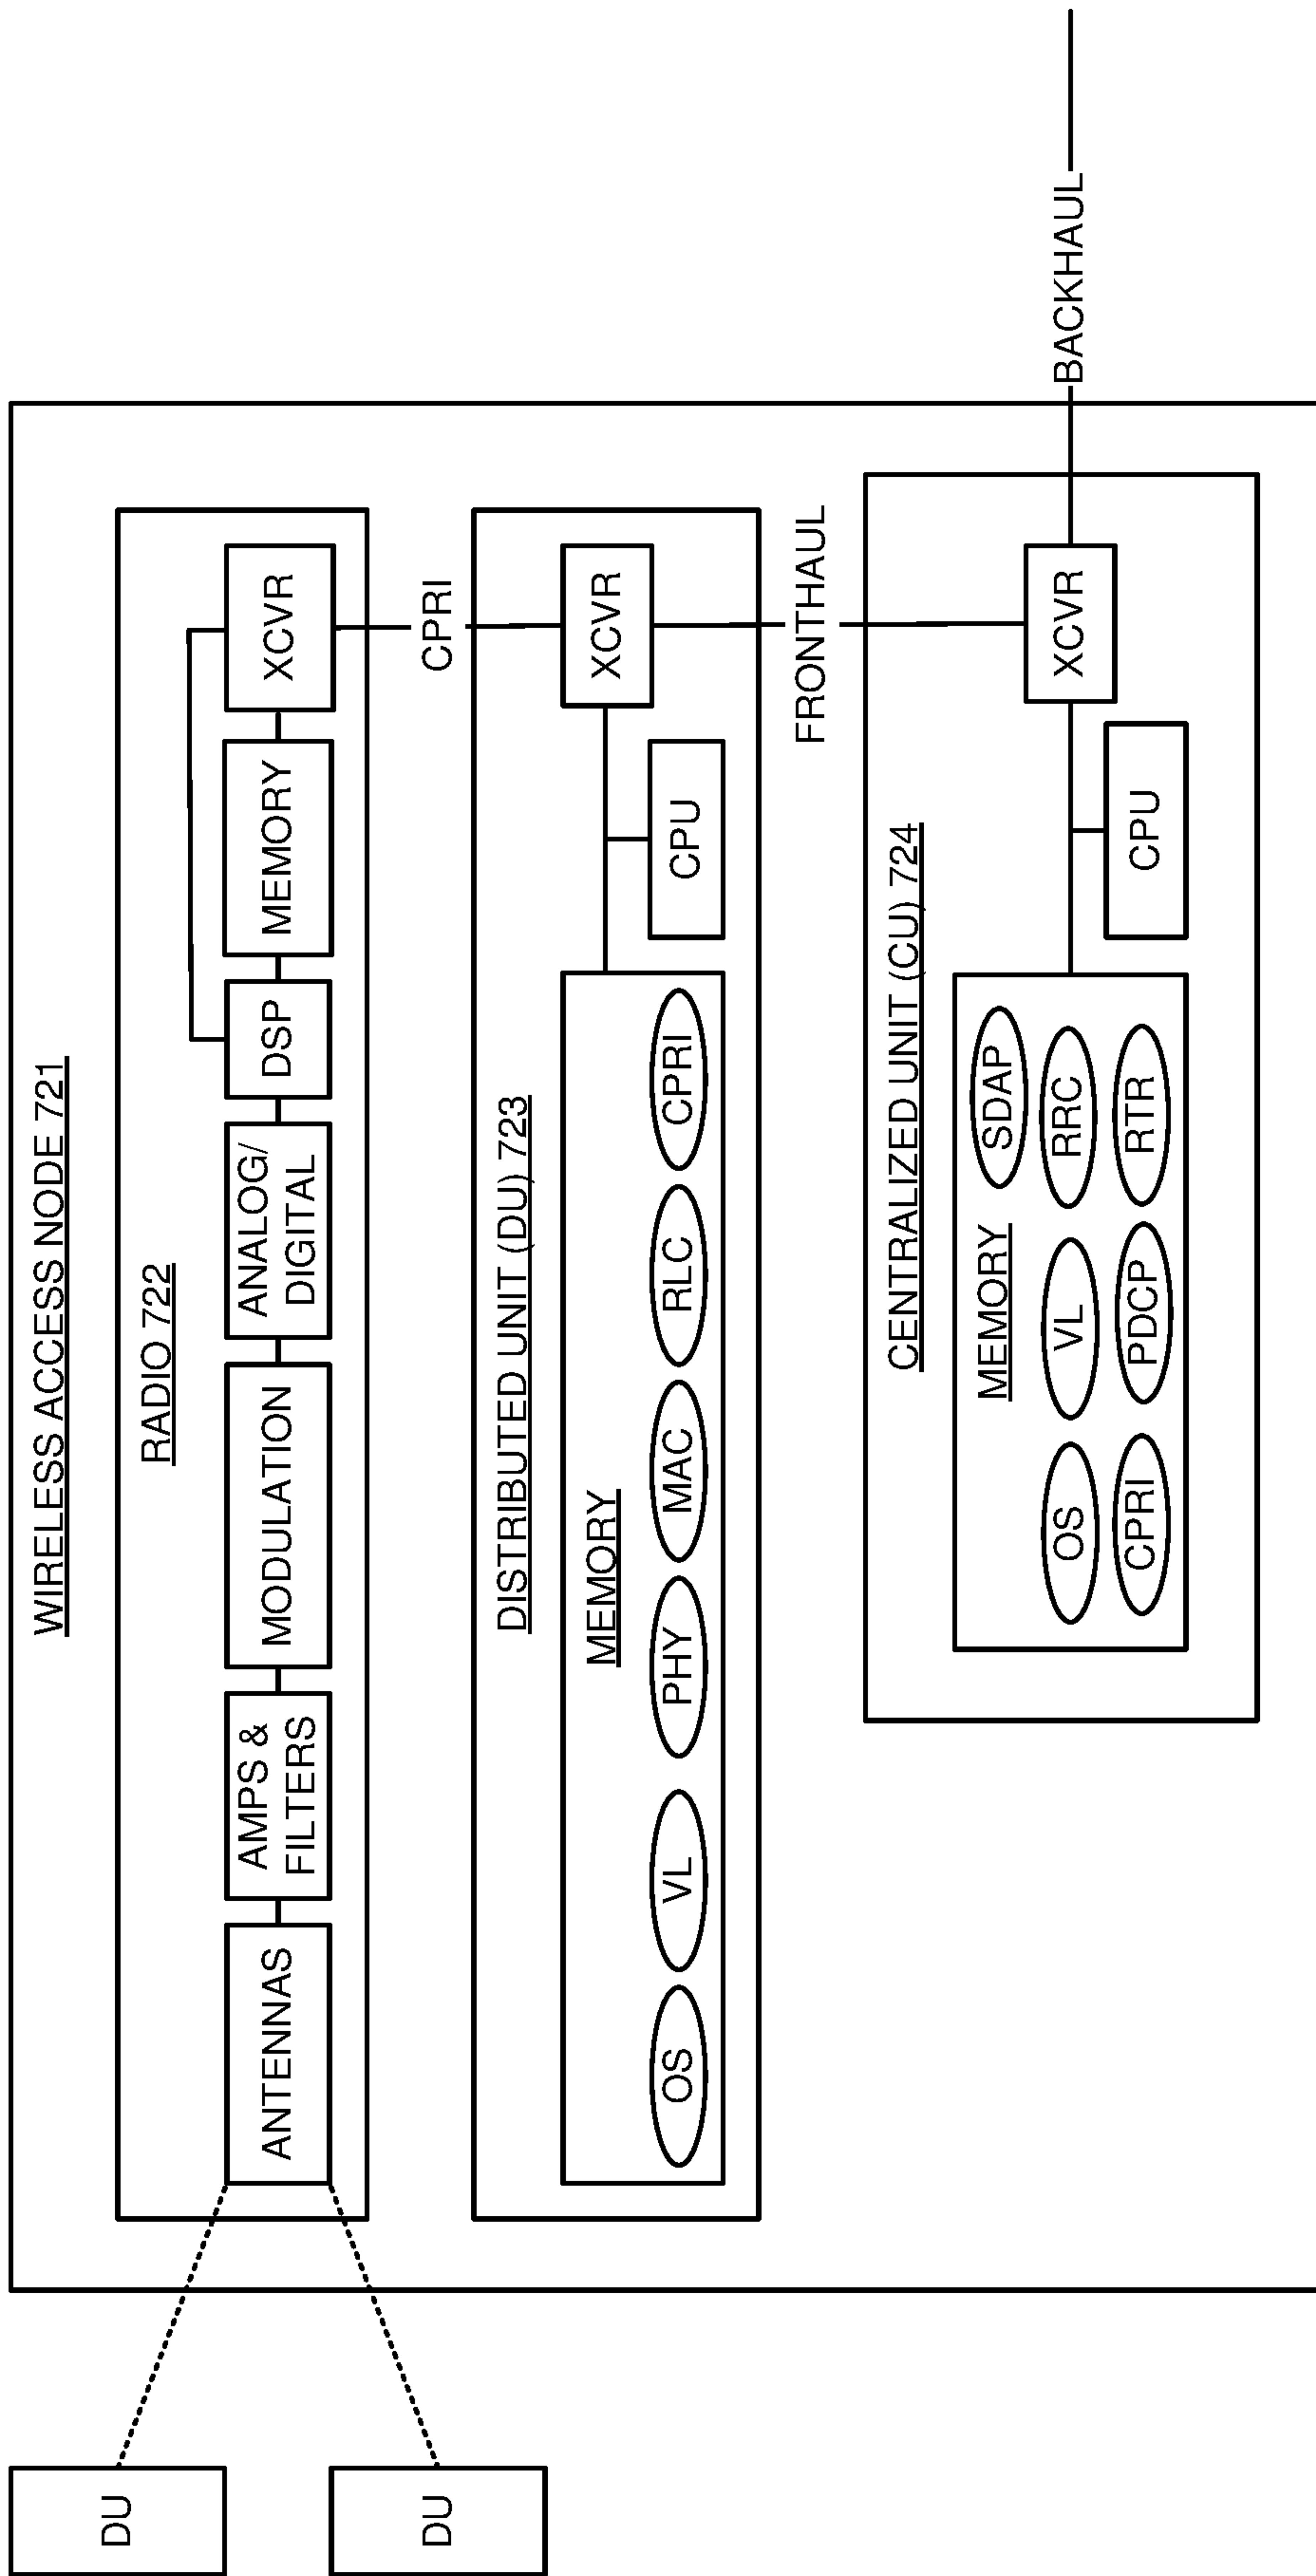 WIRELESS ACCESS NODE 721
RADIO 722
DU
DU
ANTENNAS
AMPS &
FILTERS
MODULATION
ANALOG/
DIGITAL
DSP
MEMORY
XCVR
CPRI
DISTRIBUTED UNIT (DU) 723
MEMORY
OS
VL
PHY
MAC
RLC
CPRI
CPU
XCVR
FRONTHAUL
CENTRALIZED UNIT (CU) 724
MEMORY
SDAP
OS
VL
RRC
CPRI
PDCP
RTR
CPU
XCVR
BACKHAUL